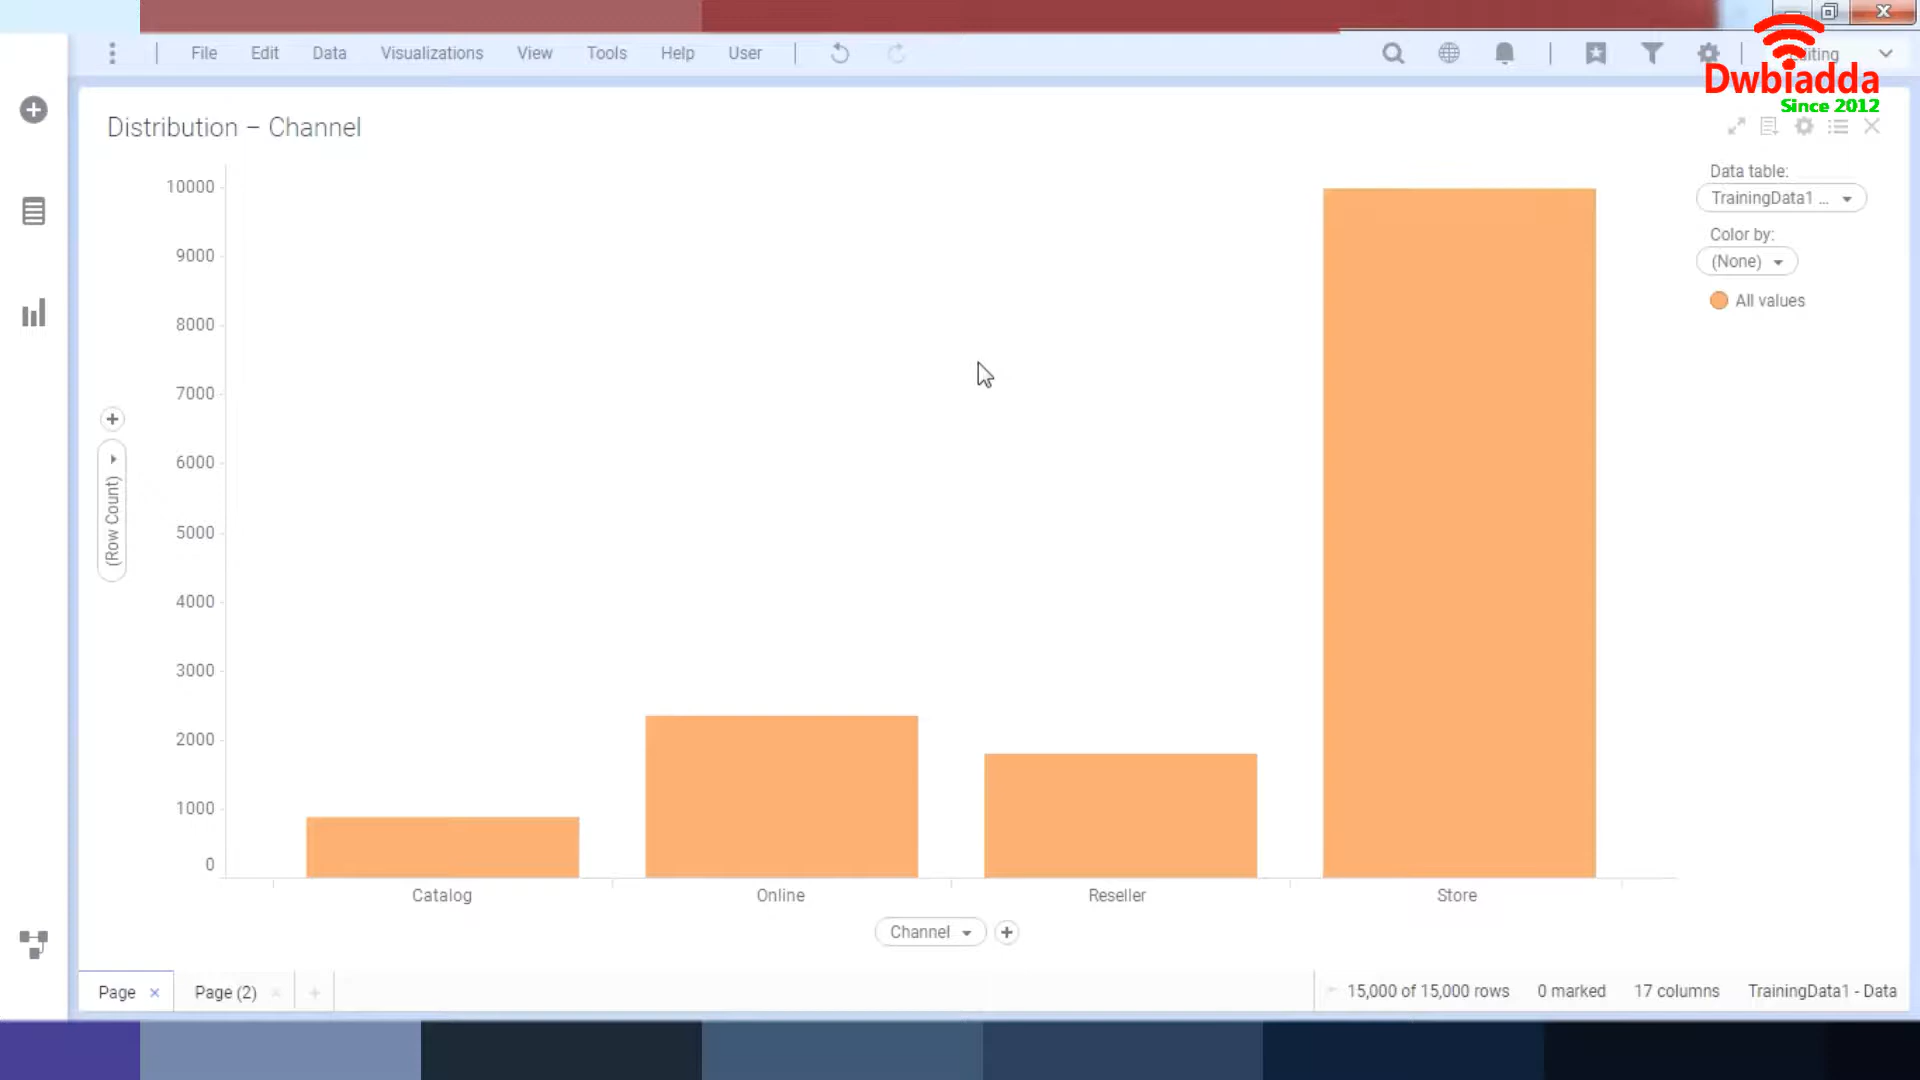 File Edit Data Visualizations View Tools Help User
Dwbiadda
Since 2012
Distribution – Channel
Data table:
TrainingData1 ...
Color by:
(None)
All values
10000
9000
8000
7000
6000
5000
4000
3000
2000
1000
0
(Row Count)
Catalog Online Reseller Store
Channel
Page Page (2)
15,000 of 15,000 rows 0 marked 17 columns TrainingData1 - Data